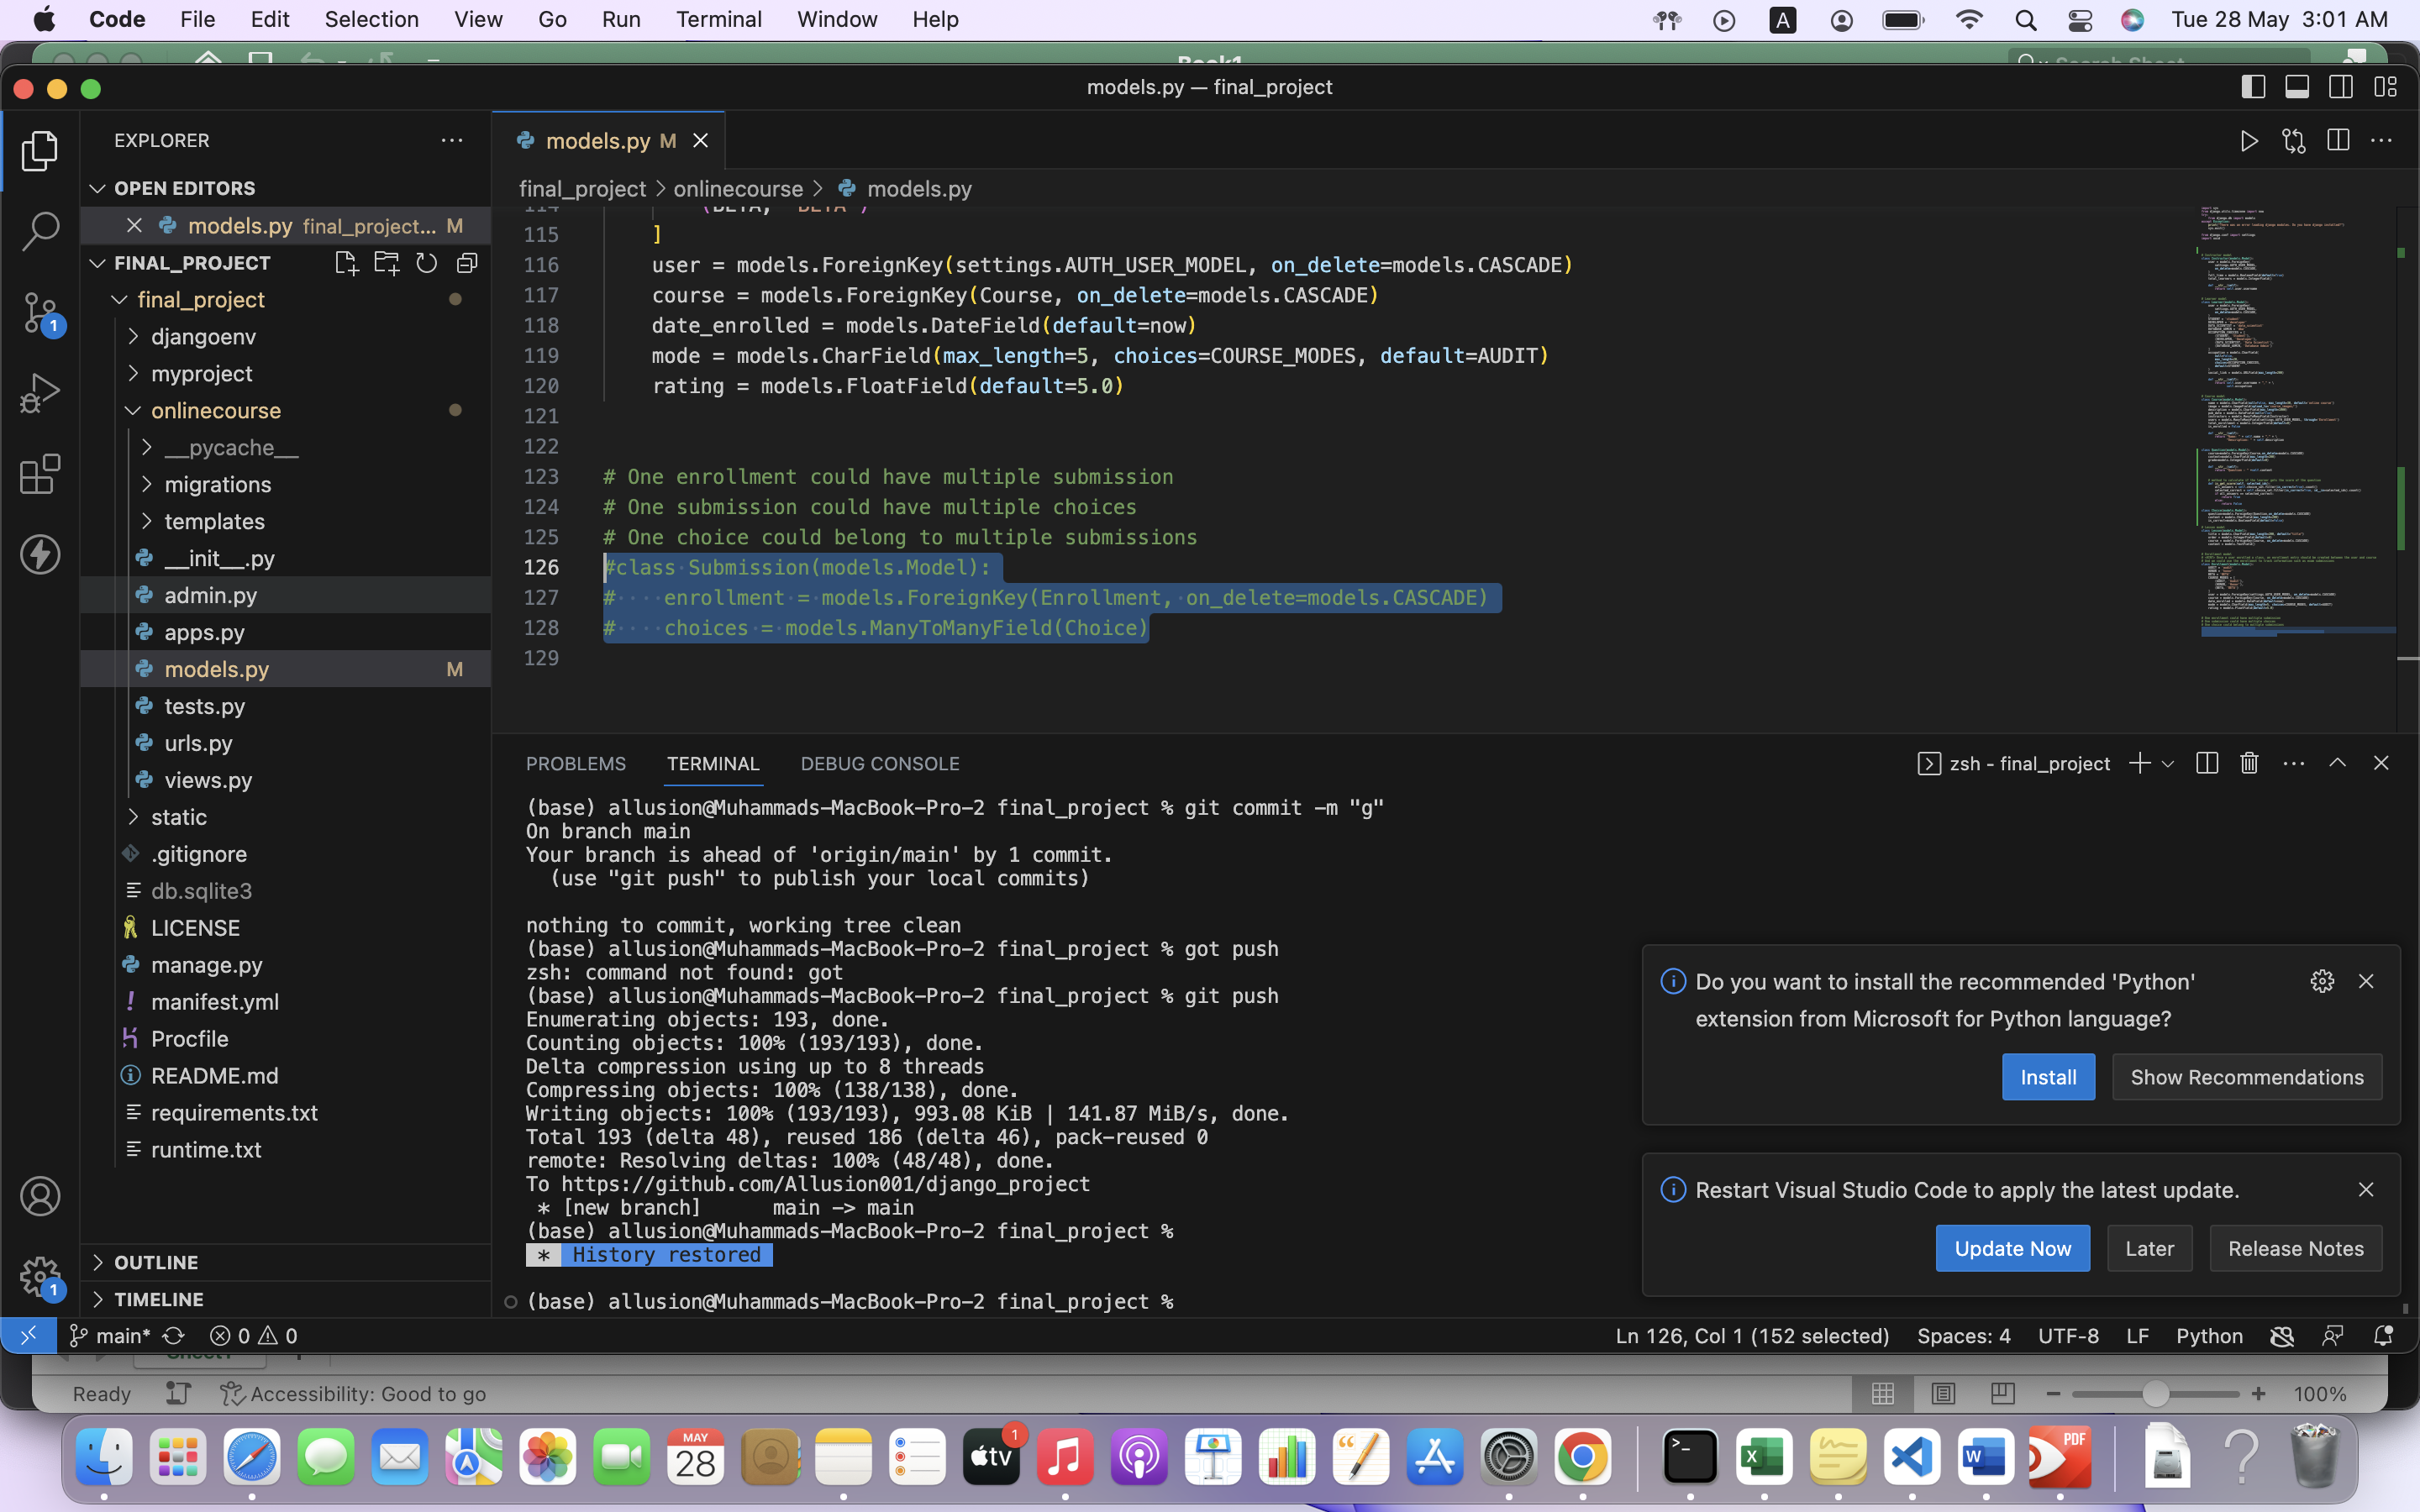 Code File Edit Selection View Go Run Terminal Window Help
A Tue 28 May 3:01 AM
Book1
Search Sheet
models.py — final_project
EXPLORER
models.py M
OPEN EDITORS
final_project > onlinecourse > models.py
models.py final_project... M
FINAL_PROJECT
final_project
djangoenv
myproject
onlinecourse
__pycache__
migrations
templates
__init__.py
admin.py
apps.py
models.py M
tests.py
urls.py
views.py
static
.gitignore
db.sqlite3
LICENSE
manage.py
manifest.yml
Procfile
README.md
requirements.txt
runtime.txt
OUTLINE
TIMELINE
1
1
114 (BETA, 'BETA')
115 ]
116 user = models.ForeignKey(settings.AUTH_USER_MODEL, on_delete=models.CASCADE)
117 course = models.ForeignKey(Course, on_delete=models.CASCADE)
118 date_enrolled = models.DateField(default=now)
119 mode = models.CharField(max_length=5, choices=COURSE_MODES, default=AUDIT)
120 rating = models.FloatField(default=5.0)
121
122
123 # One enrollment could have multiple submission
124 # One submission could have multiple choices
125 # One choice could belong to multiple submissions
126 #class Submission(models.Model):
127 #    enrollment = models.ForeignKey(Enrollment, on_delete=models.CASCADE)
128 #    choices = models.ManyToManyField(Choice)
129
PROBLEMS TERMINAL DEBUG CONSOLE
zsh - final_project
(base) allusion@Muhammads-MacBook-Pro-2 final_project % git commit -m "g"
On branch main
Your branch is ahead of 'origin/main' by 1 commit.
(use "git push" to publish your local commits)
nothing to commit, working tree clean
(base) allusion@Muhammads-MacBook-Pro-2 final_project % got push
zsh: command not found: got
(base) allusion@Muhammads-MacBook-Pro-2 final_project % git push
Enumerating objects: 193, done.
Counting objects: 100% (193/193), done.
Delta compression using up to 8 threads
Compressing objects: 100% (138/138), done.
Writing objects: 100% (193/193), 993.08 KiB | 141.87 MiB/s, done.
Total 193 (delta 48), reused 186 (delta 46), pack-reused 0
remote: Resolving deltas: 100% (48/48), done.
To https://github.com/Allusion001/django_project
* [new branch]      main -> main
(base) allusion@Muhammads-MacBook-Pro-2 final_project %
* History restored
(base) allusion@Muhammads-MacBook-Pro-2 final_project %
Do you want to install the recommended 'Python'
extension from Microsoft for Python language?
Install Show Recommendations
Restart Visual Studio Code to apply the latest update.
Update Now Later Release Notes
main* 0 0
Ln 126, Col 1 (152 selected) Spaces: 4 UTF-8 LF Python
Sheet1
Ready Accessibility: Good to go
100%
MAY
28
tv
1
PDF